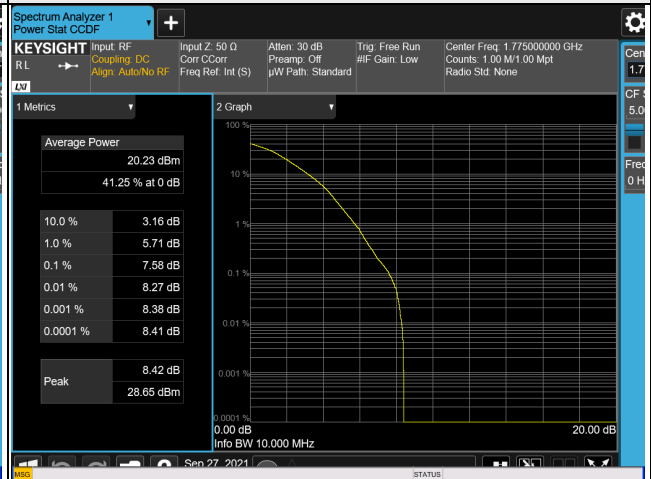 Spectrum Analyzer 1
Power Stat CCDF
KEYSIGHT
RL
LXI
Input: RF
Coupling: DC
Align: Auto/No RF
Input Z: 50 Ω
Corr CCorr
Freq Ref: Int (S)
Atten: 30 dB
Preamp: Off
µW Path: Standard
Trig: Free Run
#IF Gain: Low
Center Freq: 1.775000000 GHz
Counts: 1.00 M/1.00 Mpt
Radio Std: None
Cen
1.7
CF S
5.0
Freq
0 H
1 Metrics
Average Power
20.23 dBm
41.25 % at 0 dB
10.0 % 3.16 dB
1.0 % 5.71 dB
0.1 % 7.58 dB
0.01 % 8.27 dB
0.001 % 8.38 dB
0.0001 % 8.41 dB
Peak
8.42 dB
28.65 dBm
2 Graph
100 %
10 %
1 %
0.1 %
0.01 %
0.001 %
0.0001 %
0.00 dB 20.00 dB
Info BW 10.000 MHz
Sep 27, 2021
MSG STATUS